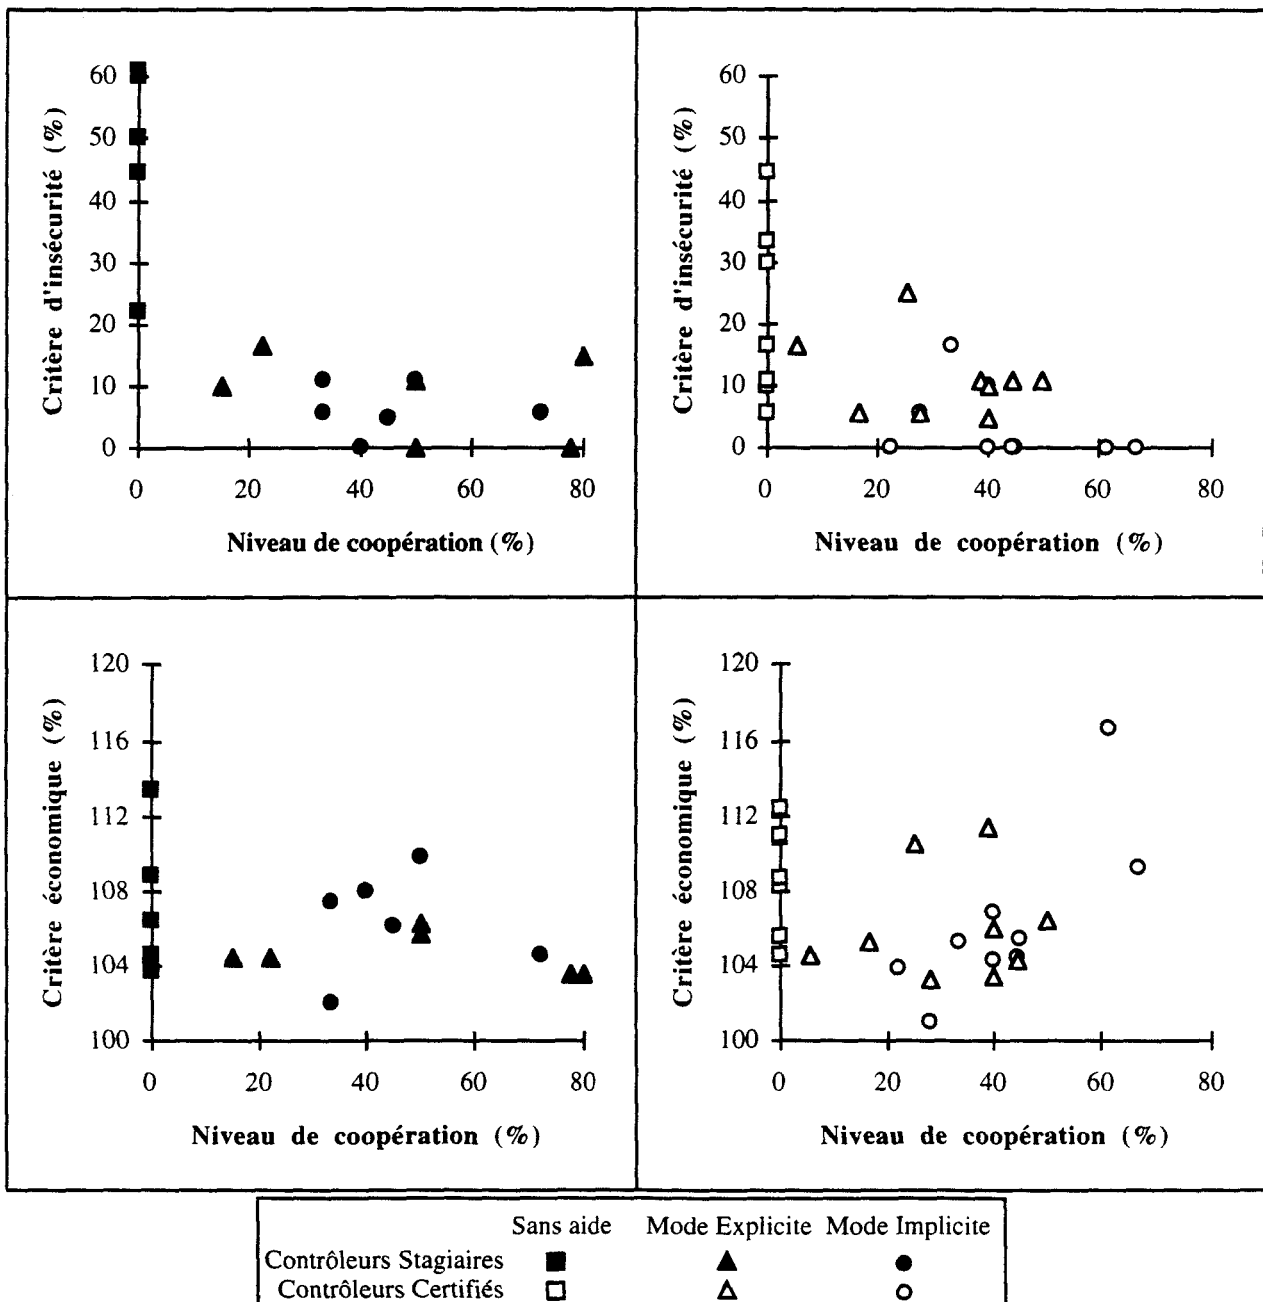 60
50
40
30
20
10
0
Critère d'insécurité (%)
0 20 40 60 80
Niveau de coopération (%)
60
50
40
30
20
10
0
Critère d'insécurité (%)
0 20 40 60 80
Niveau de coopération (%)
120
116
112
108
104
100
Critère économique (%)
0 20 40 60 80
Niveau de coopération (%)
120
116
112
108
104
100
Critère économique (%)
0 20 40 60 80
Niveau de coopération (%)
Sans aide Mode Explicite Mode Implicite
Contrôleurs Stagiaires
Contrôleurs Certifiés